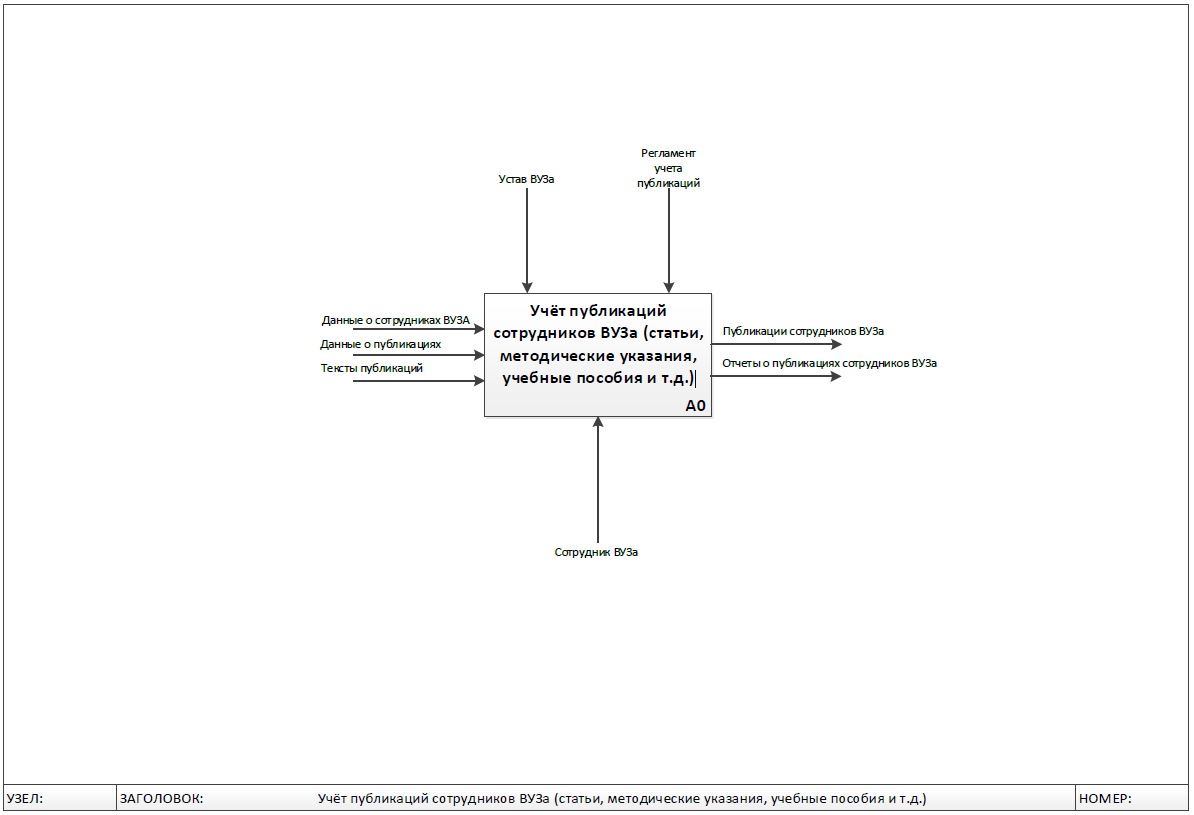 Регламент
учета
публикаций
Устав ВУЗа
Учёт публикаций
сотрудников ВУЗа (статьи,
методические указания,
учебные пособия и т.д.)
A0
Данные о сотрудниках ВУЗА
Данные о публикациях
Тексты публикаций
Публикации сотрудников ВУЗа
Отчеты о публикациях сотрудников ВУЗа
Сотрудник ВУЗа
УЗЕЛ:
ЗАГОЛОВОК:
Учёт публикаций сотрудников ВУЗа (статьи, методические указания, учебные пособия и т.д.)
НОМЕР: